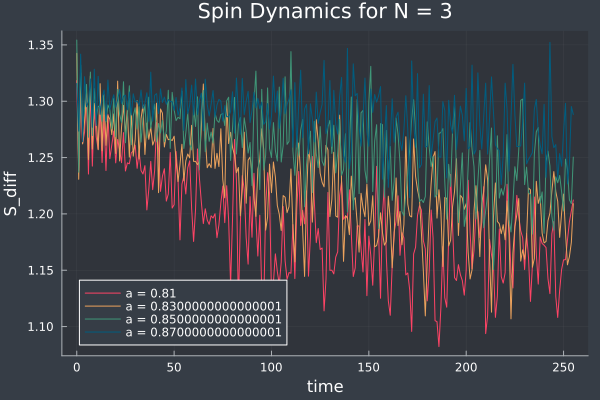 Spin Dynamics for N = 3
S_diff
1.35
1.30
1.25
1.20
1.15
1.10
a = 0.81
a = 0.8300000000000001
a = 0.8500000000000001
a = 0.8700000000000001
0
50
100
150
200
250
time